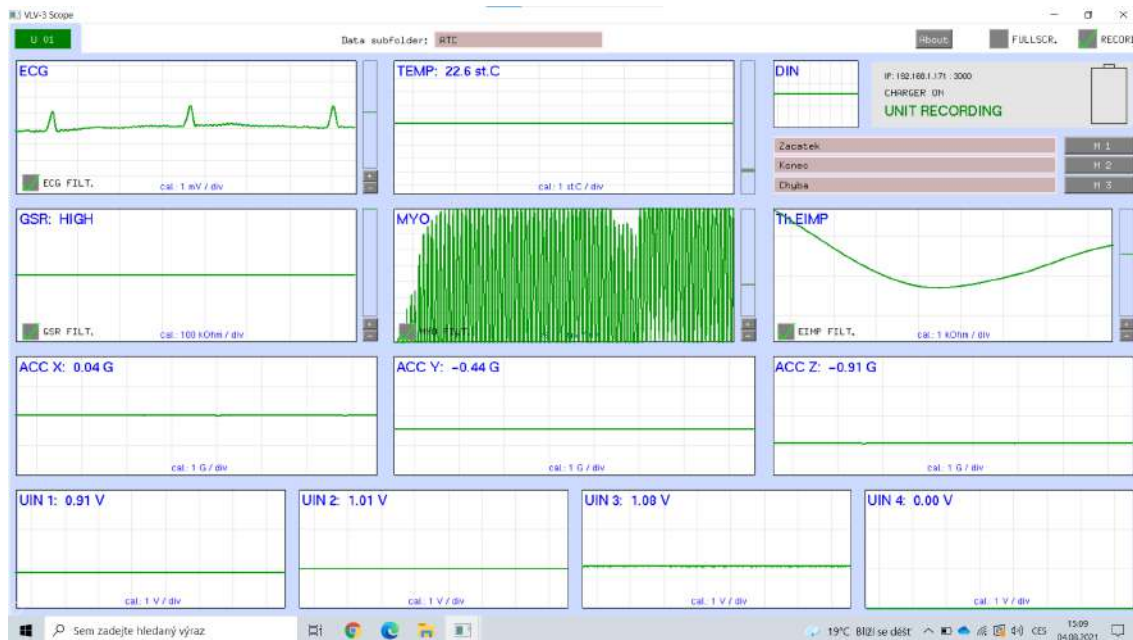 VLV-3 Scope
U 01
Data subfolder: ATC
About
FULLSCR.
RECORD
ECG
ECG FILT.
cal.: 1 mV / div
TEMP: 22.6 st.C
cal.: 1 st.C / div
DIN
IP: 192.168.1.171 : 3000
CHARGER ON
UNIT RECORDING
Zacatek
M 1
Konec
M 2
Chyba
M 3
GSR: HIGH
GSR FILT.
cal.: 100 kOhm / div
MYO
MYO FILT.
Th.EIMP
EIMP FILT.
cal.: 1 kOhm / div
ACC X: 0.04 G
cal.: 1 G / div
ACC Y: -0.44 G
cal.: 1 G / div
ACC Z: -0.91 G
cal.: 1 G / div
UIN 1: 0.91 V
cal.: 1 V / div
UIN 2: 1.01 V
cal.: 1 V / div
UIN 3: 1.08 V
cal.: 1 V / div
UIN 4: 0.00 V
cal.: 1 V / div
Sem zadejte hledaný výraz
19°C Blíží se déšť
CES
15:09
04.08.2021